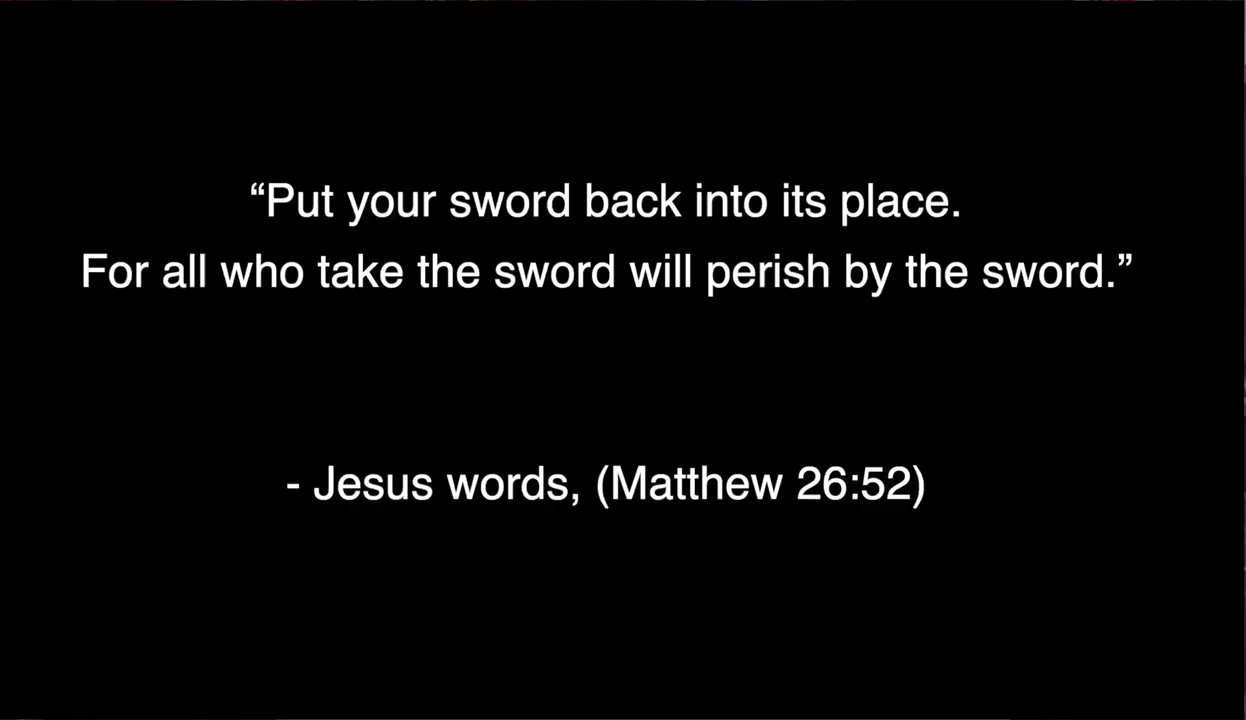 “Put your sword back into its place.
For all who take the sword will perish by the sword.”
- Jesus words, (Matthew 26:52)